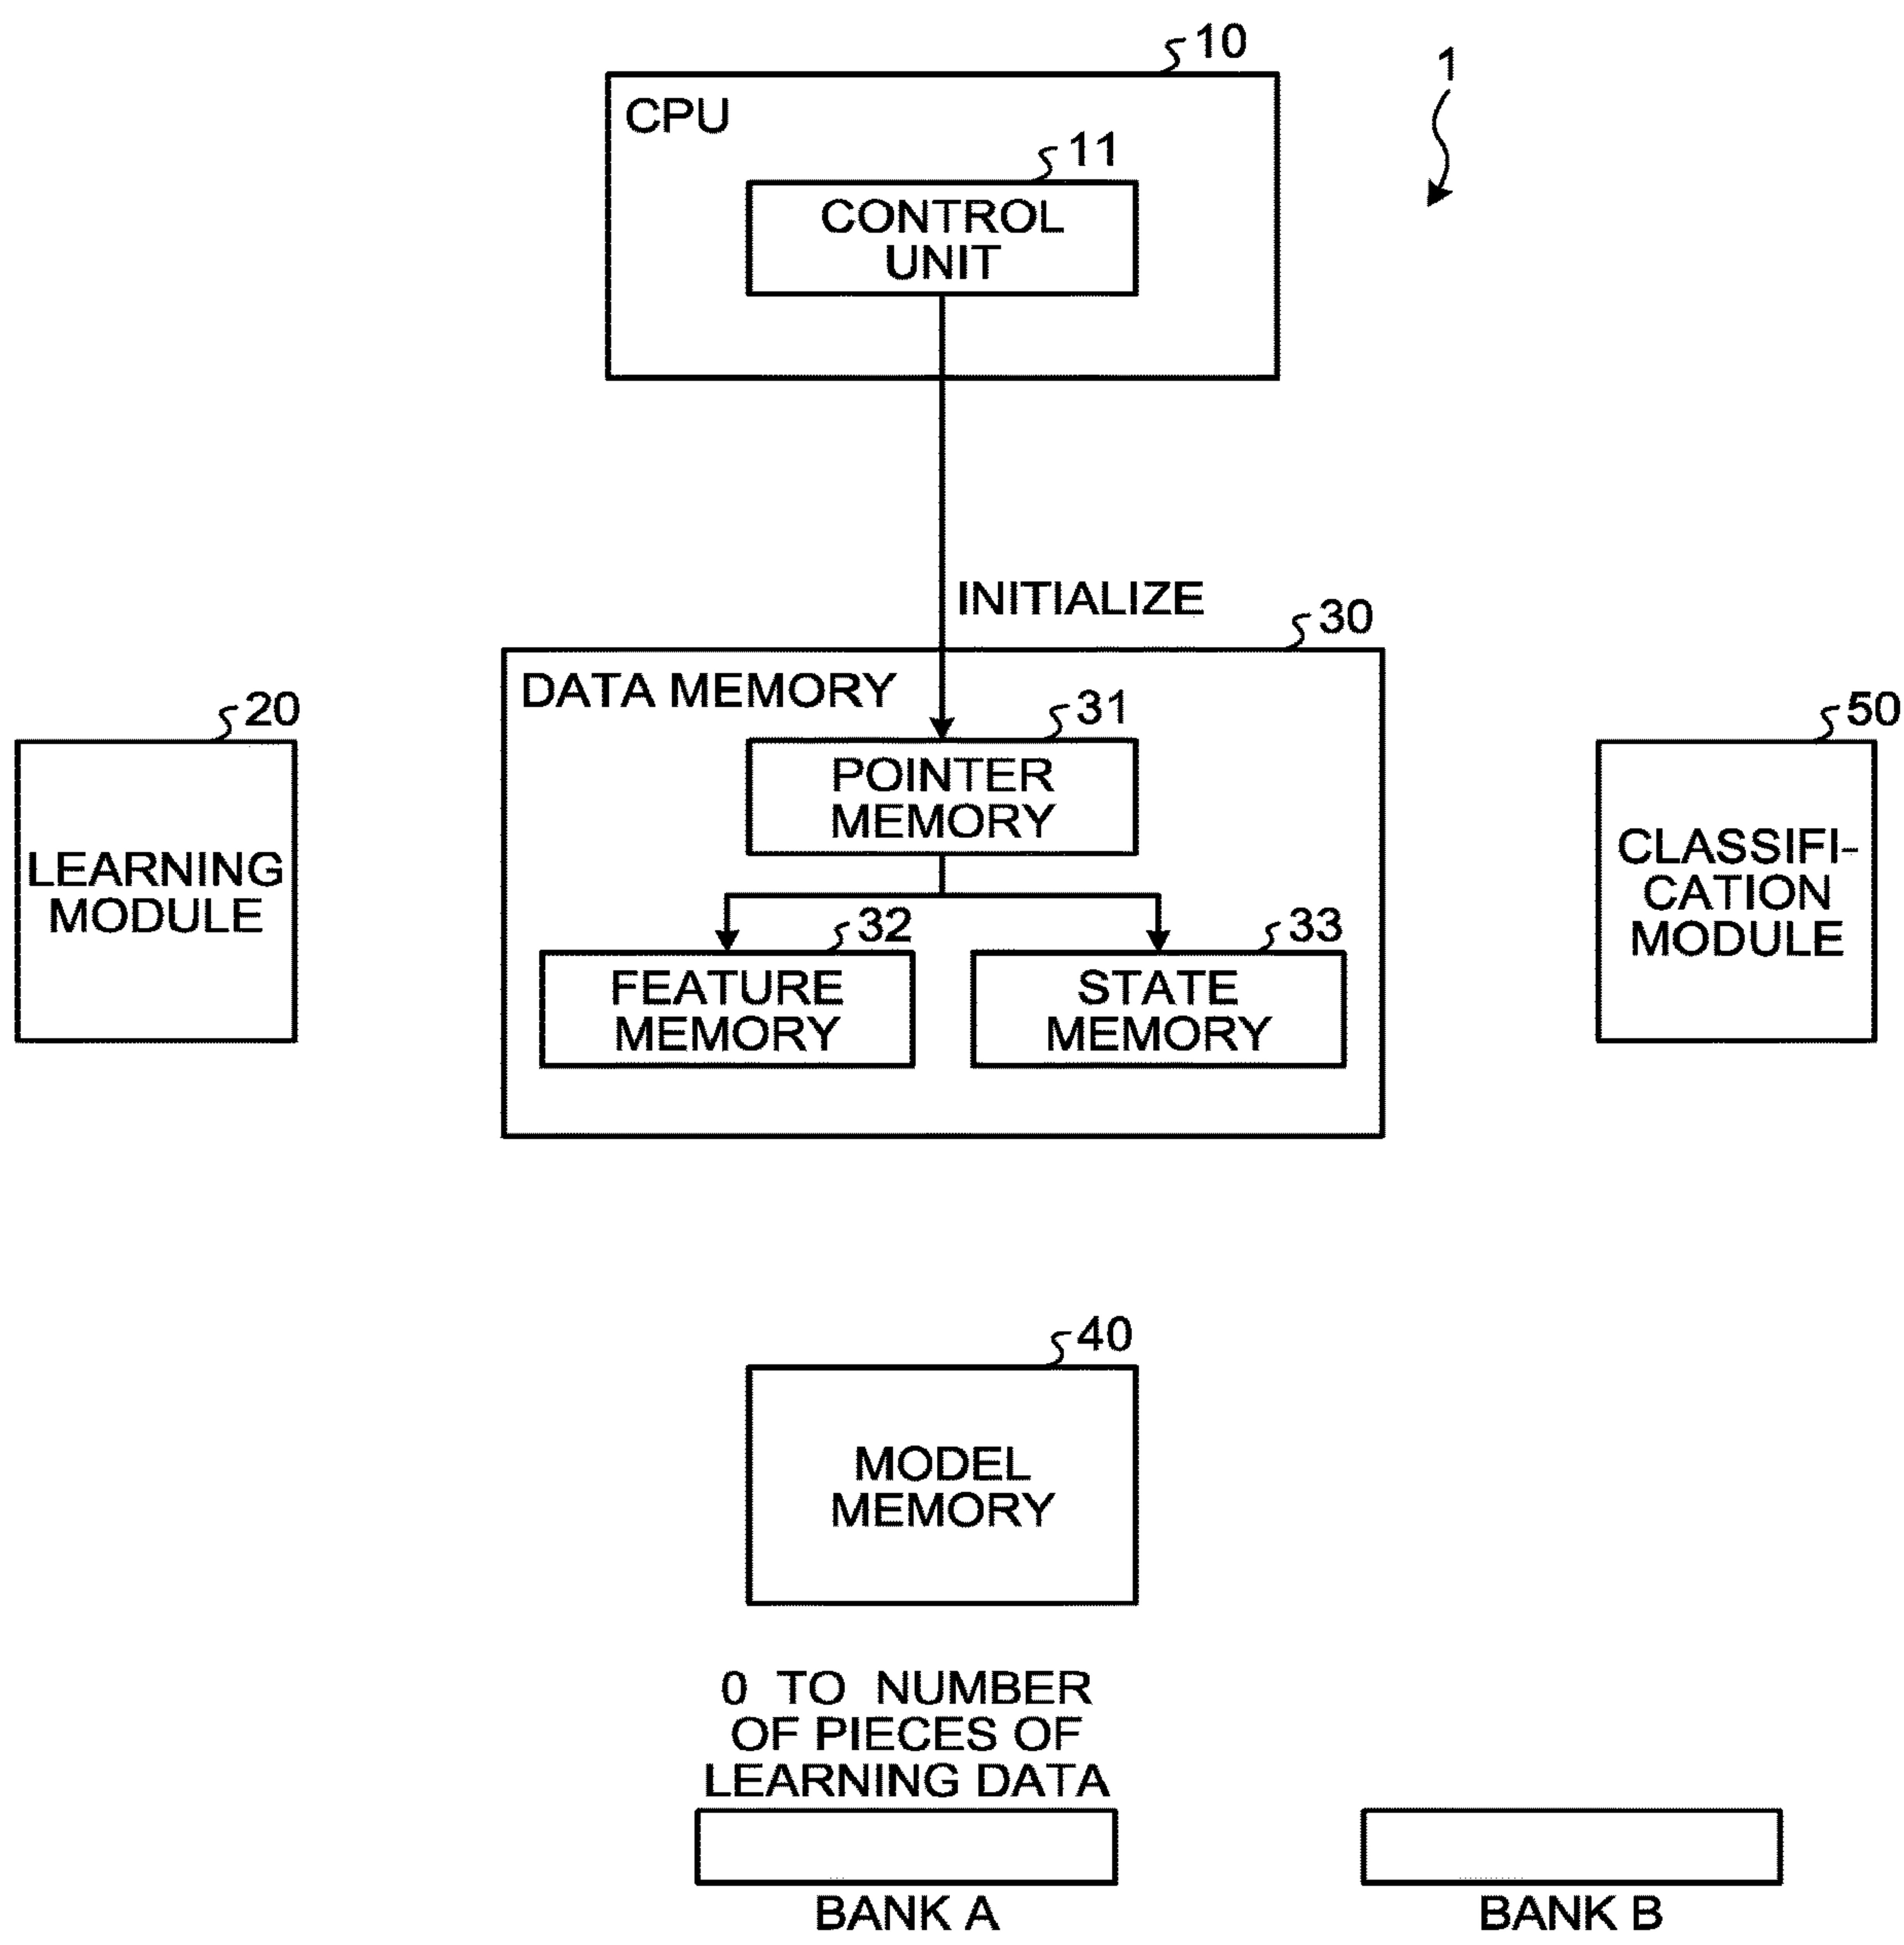 10
1
CPU
11
CONTROL
UNIT
INITIALIZE
30
DATA MEMORY
20
31
50
POINTER
MEMORY
LEARNING
MODULE
CLASSIFI-
CATION
MODULE
32
33
FEATURE
MEMORY
STATE
MEMORY
40
MODEL
MEMORY
0 TO NUMBER
OF PIECES OF
LEARNING DATA
BANK A
BANK B